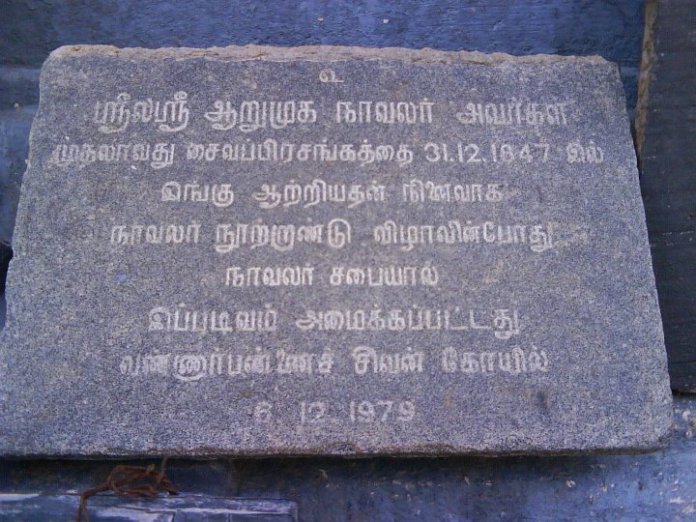 உ
ஸ்ரீலஸ்ரீ ஆறுமுக நாவலர் அவர்கள்
முதலாவது சைவப்பிரசங்கத்தை 31.12.1847 இல்
இங்கு ஆற்றியதன் நினைவாக
நாவலர் நூற்றாண்டு விழாவின்போது
நாவலர் சபையால்
இப்படிவம் அமைக்கப்பட்டது
வண்ணார்பண்ணைச் சிவன் கோயில்
6 12 1979